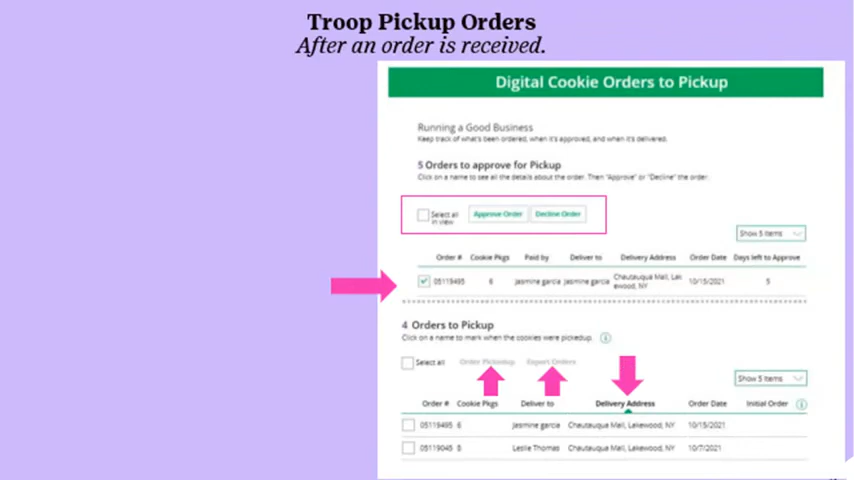 Troop Pickup Orders
After an order is received.
Digital Cookie Orders to Pickup
Running a Good Business
Keep track of what's been ordered, when it's approved, and when it's delivered.
5 Orders to approve for Pickup
Click on a name to see all the details about the order. Then "Approve" or "Decline" the order.
Select all in view Approve Order Decline Order
Show 5 Items
Order # Cookie Pkgs Paid by Deliver to Delivery Address Order Date Days left to Approve
05119495 6 Jasmine garcia Jasmine garcia Chautauqua Mall, Lak 10/15/2021 5
ewood, NY
4 Orders to Pickup
Click on a name to mark when the cookies were pickedup.
Select all Order Pickedup Export Orders
Show 5 Items
Order # Cookie Pkgs Deliver to Delivery Address Order Date Initial Order
05119495 6 Jasmine garcia Chautauqua Mall, Lakewood, NY 10/15/2021
Leslie Thomas Chautauqua Mall, Lakewood, NY 10/7/2021